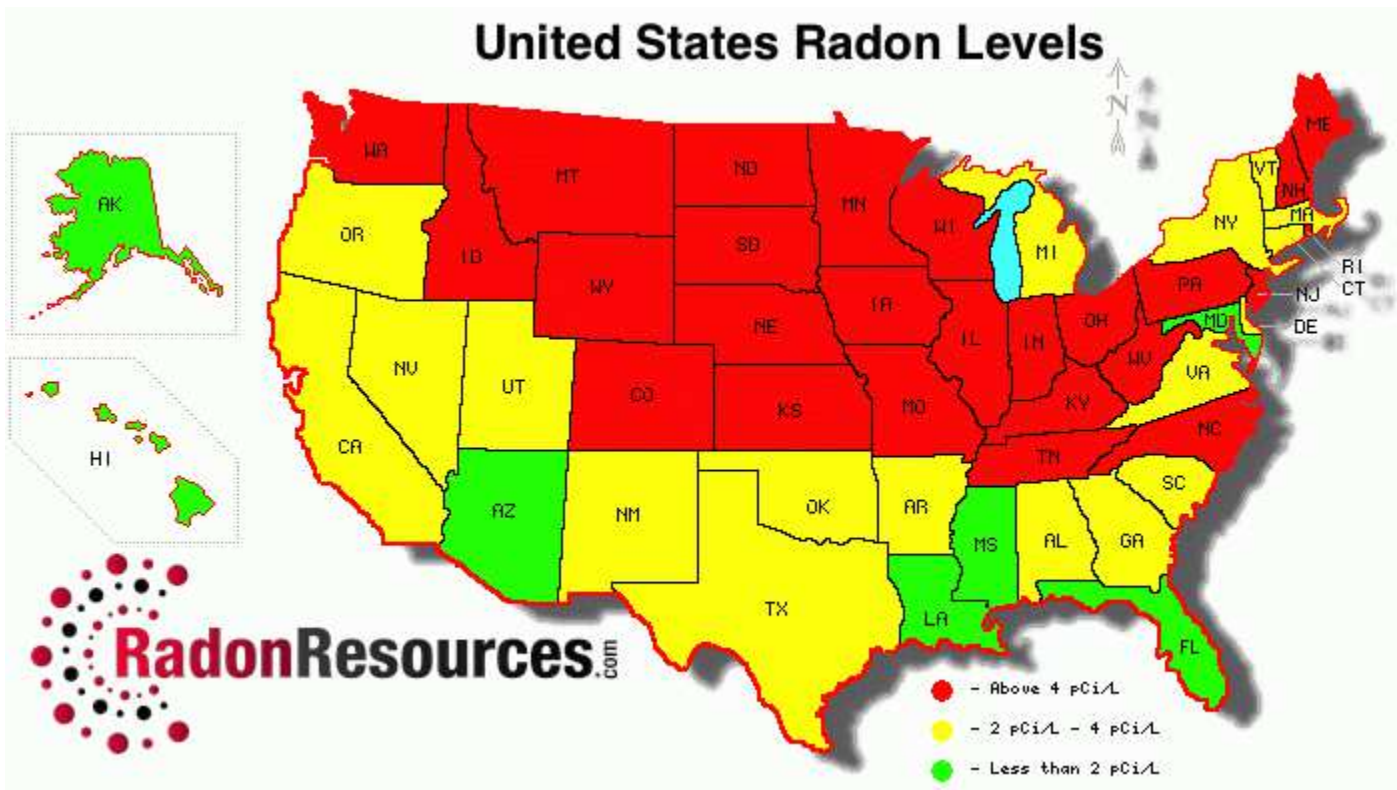 United States Radon Levels
N
AK
HI
WA
MT
ND
MN
WI
MI
ME
VT
NH
NY
MA
RI
CT
OR
ID
WY
SD
IA
NE
PA
NJ
DE
MD
OH
IN
IL
WV
VA
NV
UT
CO
KS
MO
KY
NC
TN
CA
AZ
NM
OK
AR
SC
MS
AL
GA
TX
LA
FL
RadonResources.com
- Above 4 pCi/L
- 2 pCi/L - 4 pCi/L
- Less than 2 pCi/L